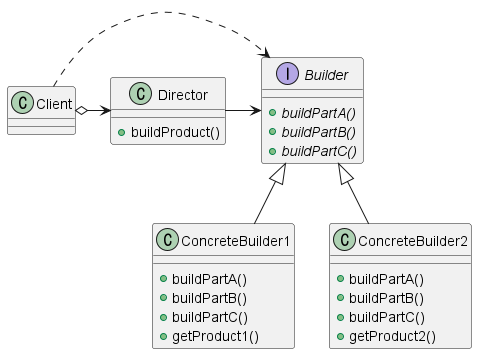 C Client
C Director
buildProduct()
I Builder
buildPartA()
buildPartB()
buildPartC()
C ConcreteBuilder1
buildPartA()
buildPartB()
buildPartC()
getProduct1()
C ConcreteBuilder2
buildPartA()
buildPartB()
buildPartC()
getProduct2()